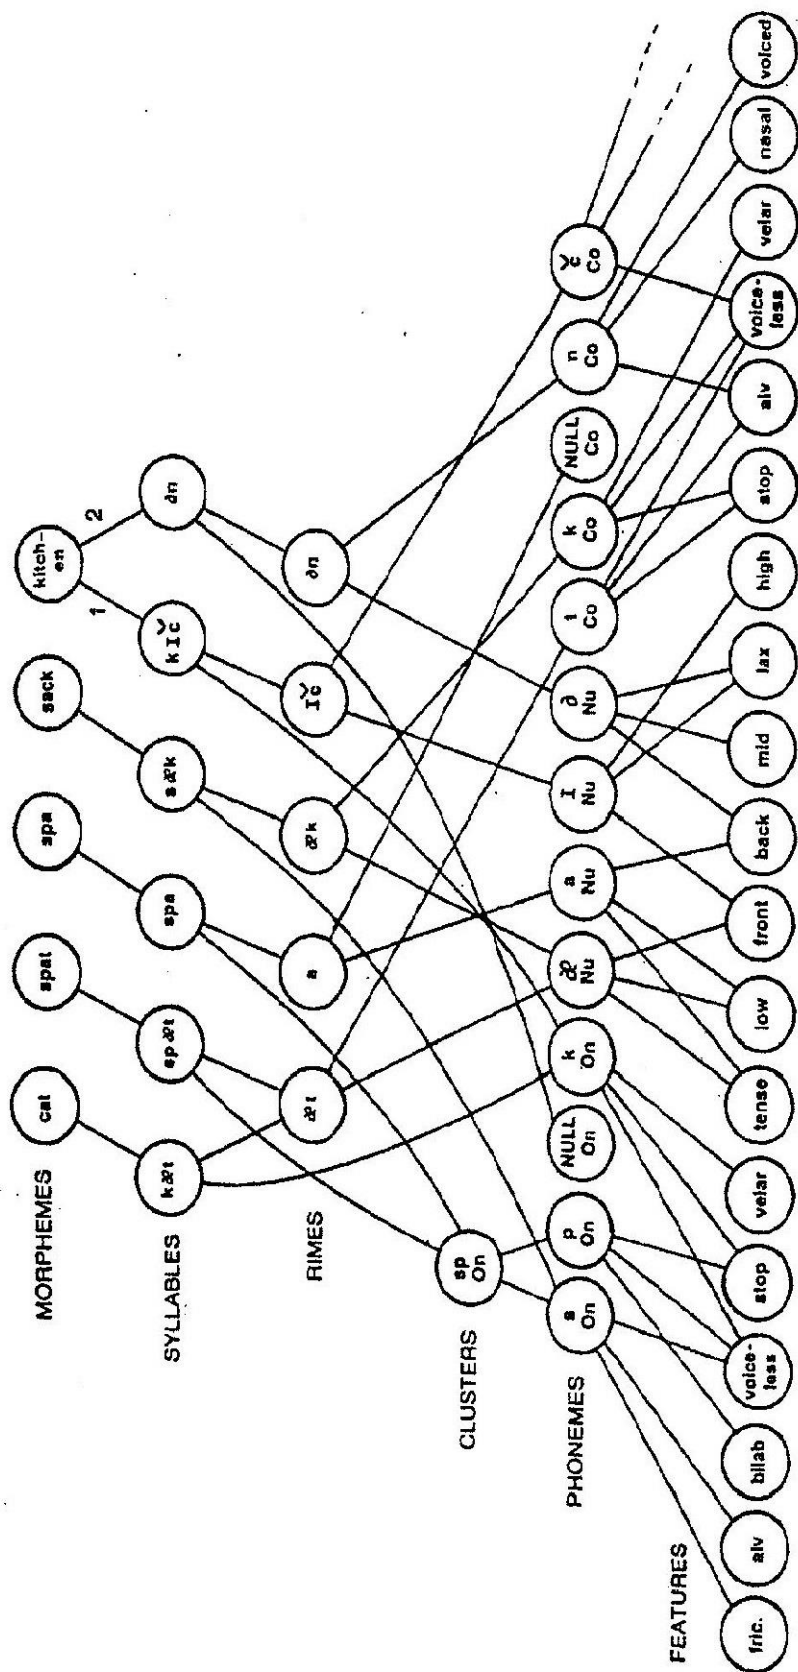 MORPHEMES
cat
spat
spa
sack
kitch-
en
1
2
SYLLABLES
kæt
spæt
spa
sæk
kIč
ən
RIMES
æt
a
æk
Ič
ən
CLUSTERS
sp
On
PHONEMES
s
On
p
On
NULL
On
k
On
æ
Nu
a
Nu
I
Nu
ə
Nu
t
Co
k
Co
NULL
Co
n
Co
č
Co
FEATURES
fric.
alv
bilab
voice-
less
stop
velar
tense
low
front
back
mid
lax
high
stop
alv
voice-
less
velar
nasal
voiced